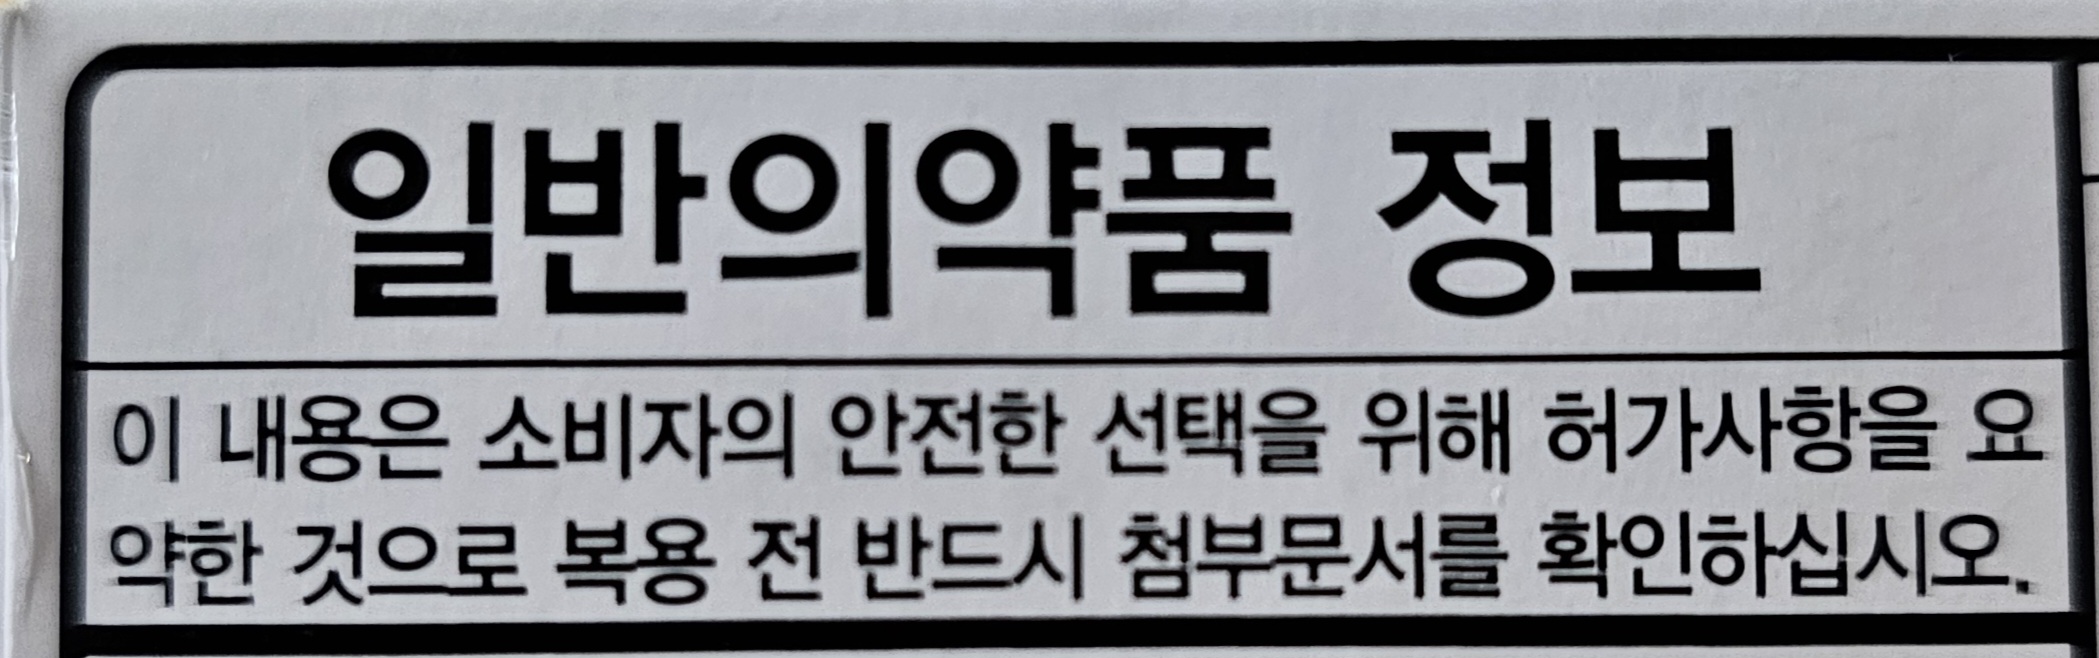 일반의약품 정보
이 내용은 소비자의 안전한 선택을 위해 허가사항을 요
약한 것으로 복용 전 반드시 첨부문서를 확인하십시오.